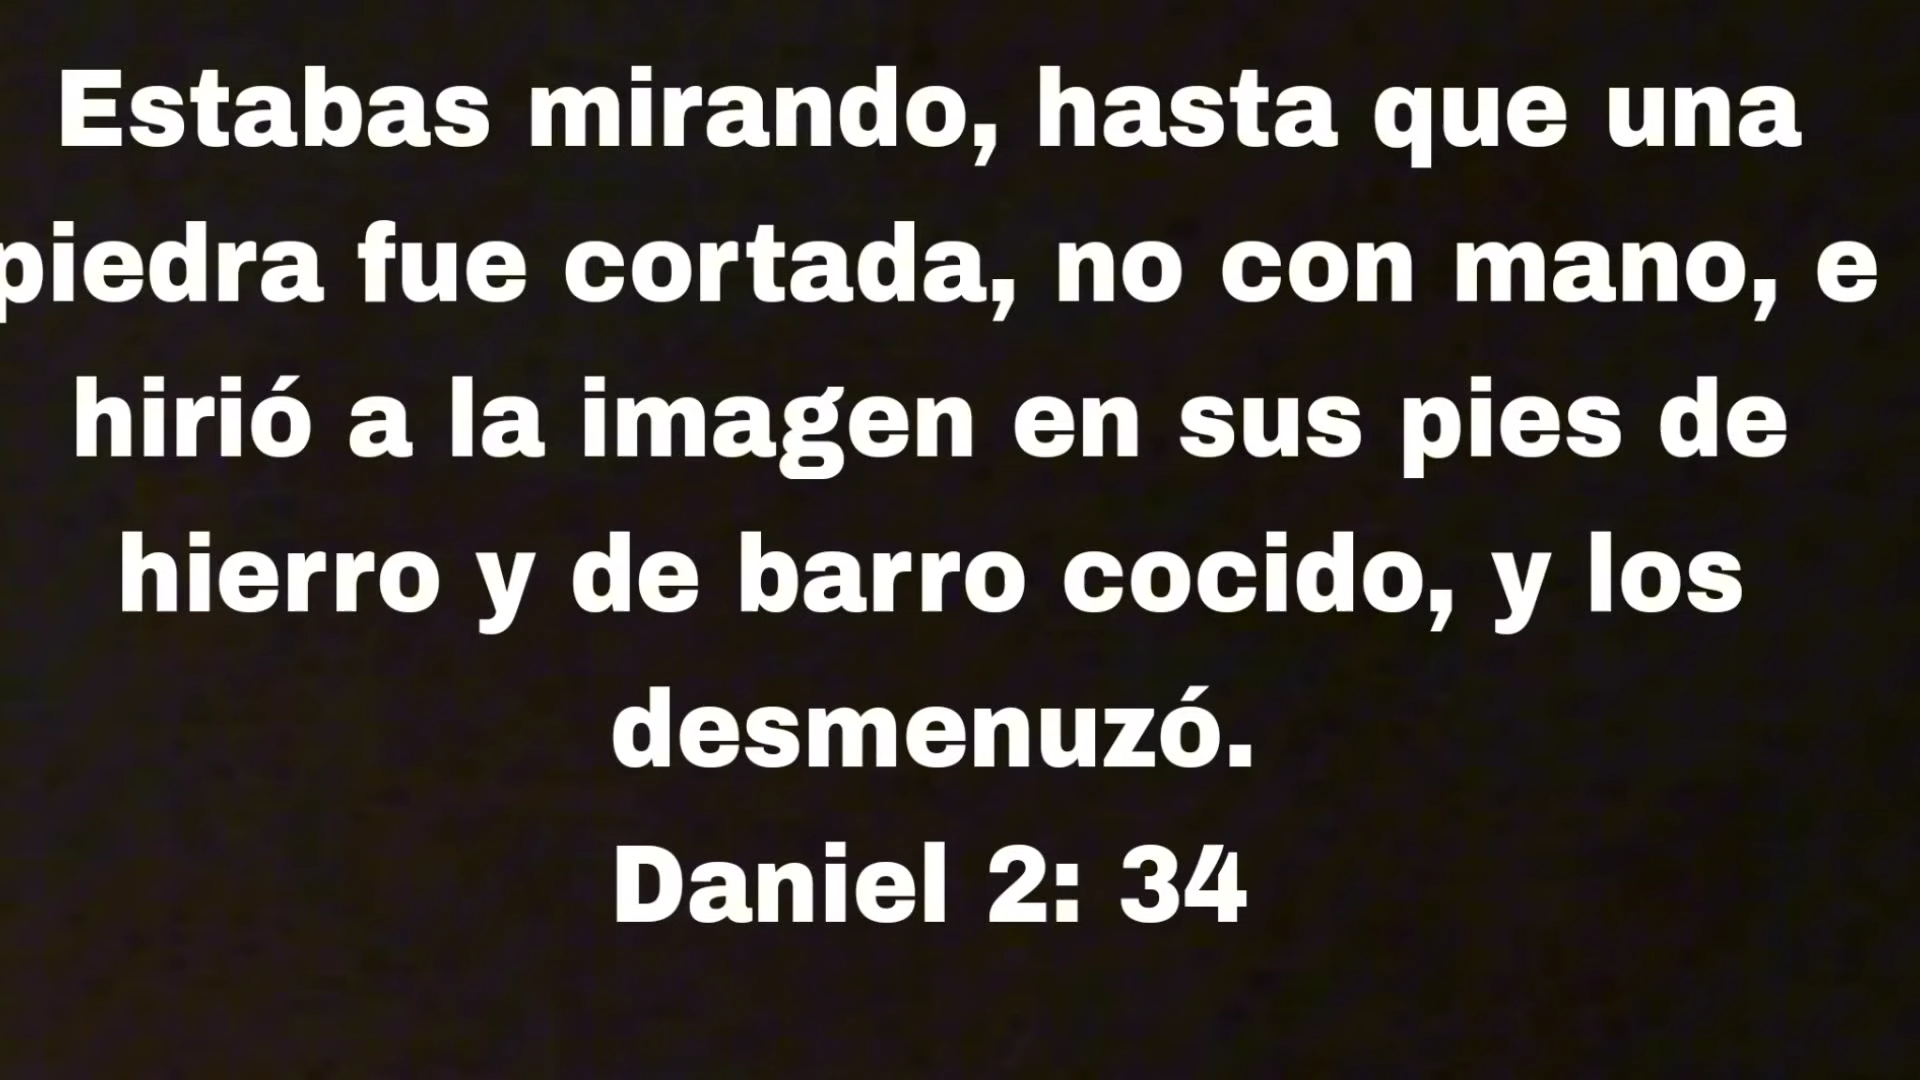 Estabas mirando, hasta que una
piedra fue cortada, no con mano, e
hirió a la imagen en sus pies de
hierro y de barro cocido, y los
desmenuzó.
Daniel 2: 34